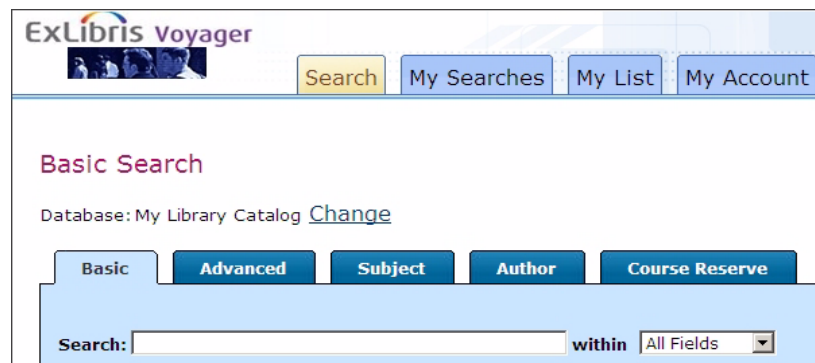 ExLibris Voyager
Search My Searches My List My Account
Basic Search
Database: My Library Catalog Change
Basic Advanced Subject Author Course Reserve
Search: within All Fields